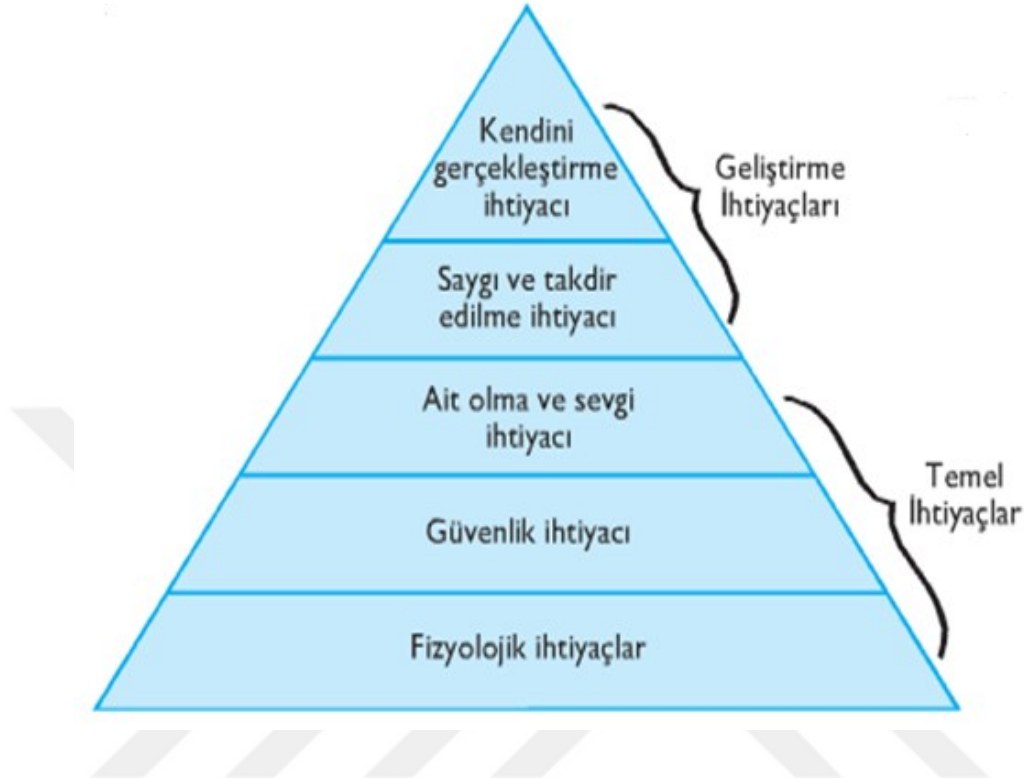 Kendini
gerçekleştirme
ihtiyacı
Geliştirme
İhtiyaçları
Saygı ve takdir
edilme ihtiyacı
Ait olma ve sevgi
ihtiyacı
Temel
İhtiyaçlar
Güvenlik ihtiyacı
Fizyolojik ihtiyaçlar